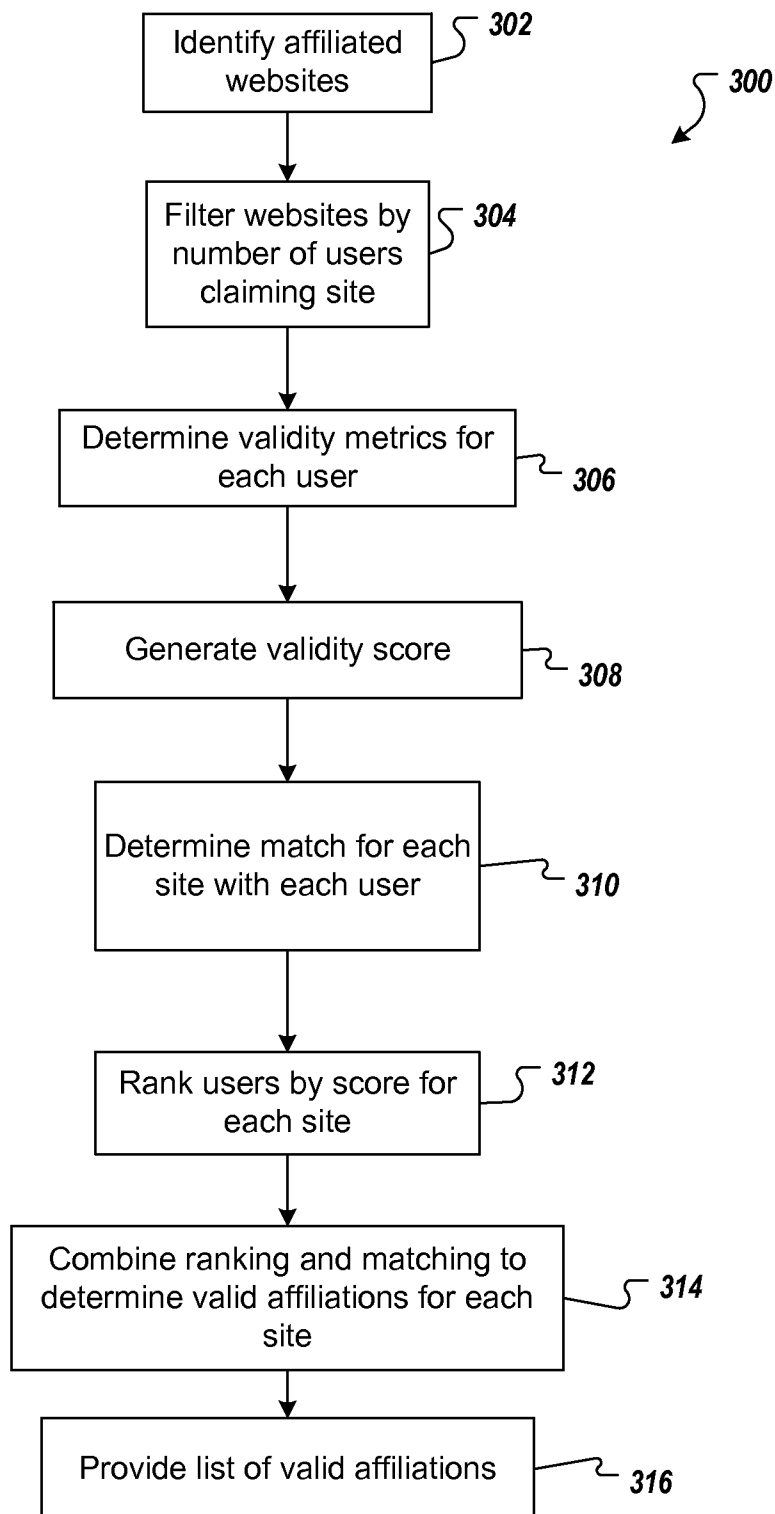 Identify affiliated
websites
302
300
Filter websites by
number of users
claiming site
304
Determine validity metrics for
each user
306
Generate validity score
308
Determine match for each
site with each user
310
Rank users by score for
each site
312
Combine ranking and matching to
determine valid affiliations for each
site
314
Provide list of valid affiliations
316